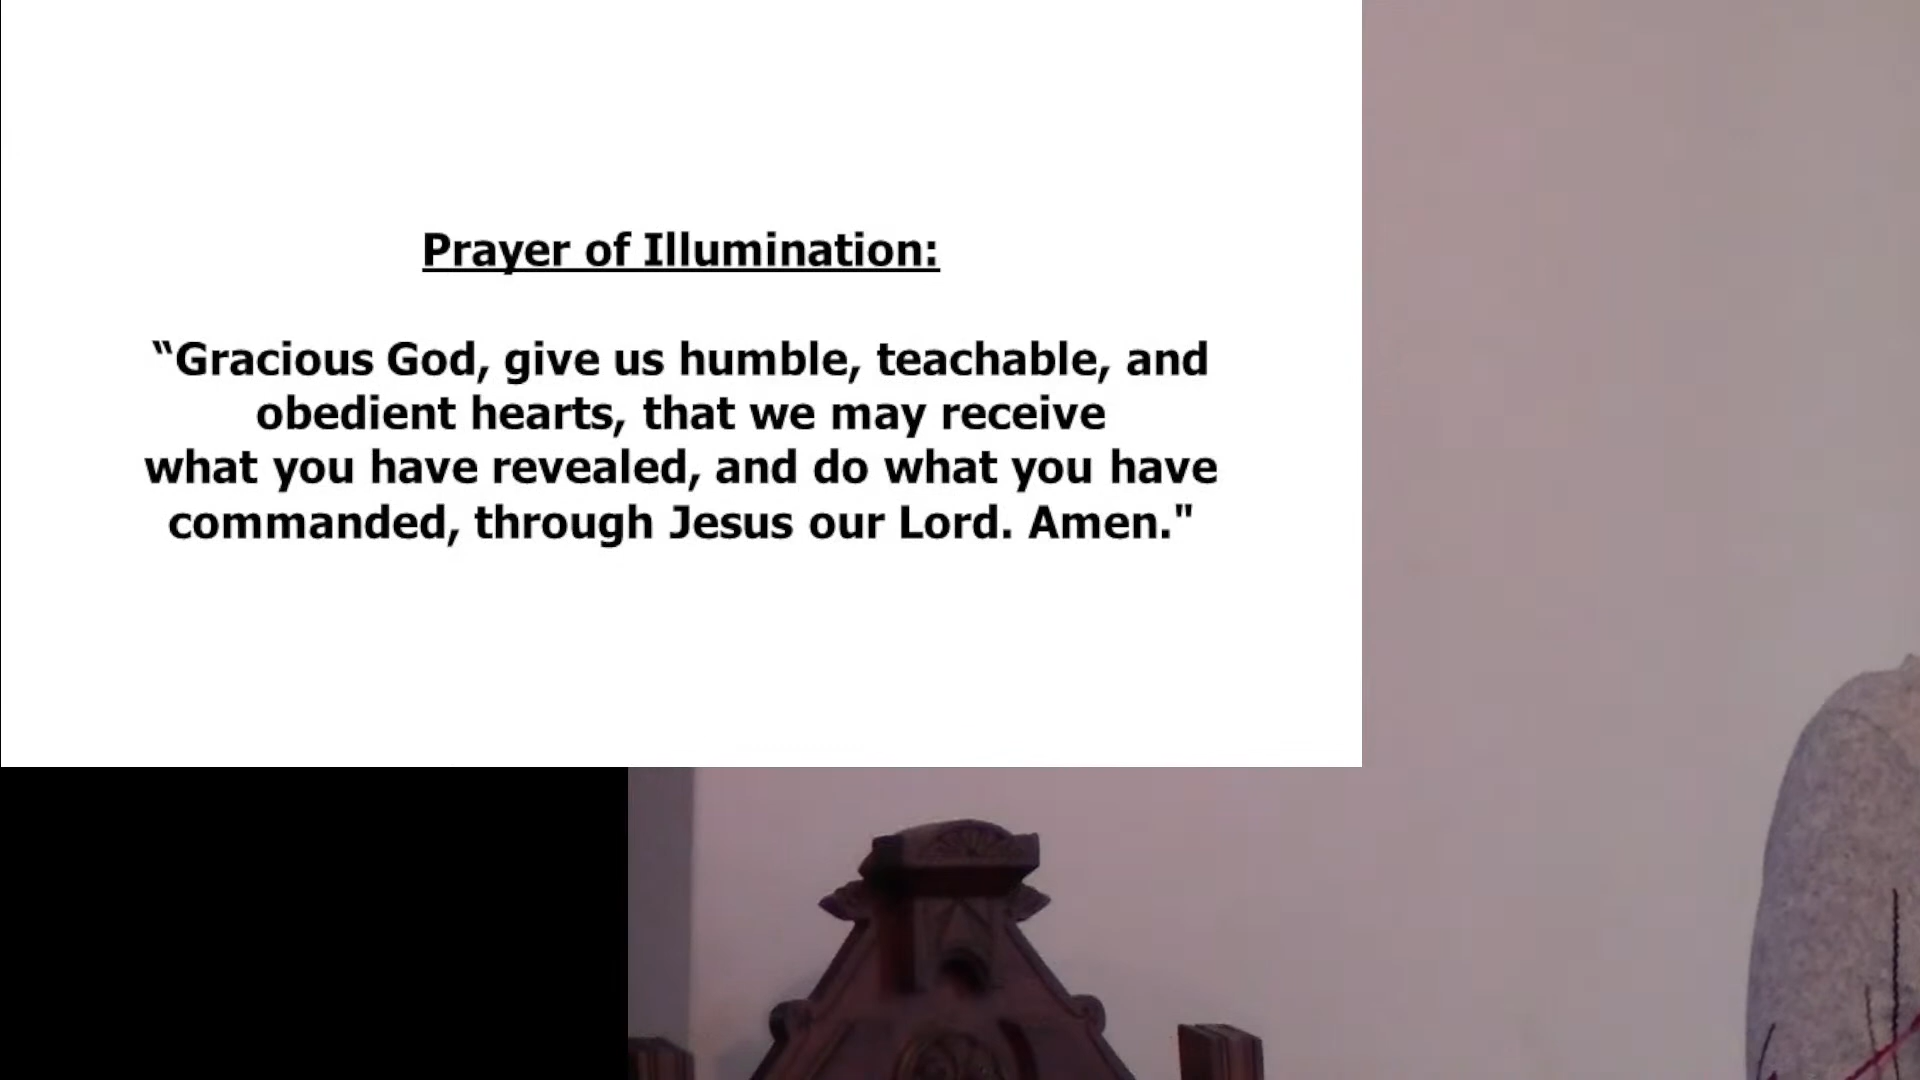 Prayer of Illumination:
“Gracious God, give us humble, teachable, and
obedient hearts, that we may receive
what you have revealed, and do what you have
commanded, through Jesus our Lord. Amen."